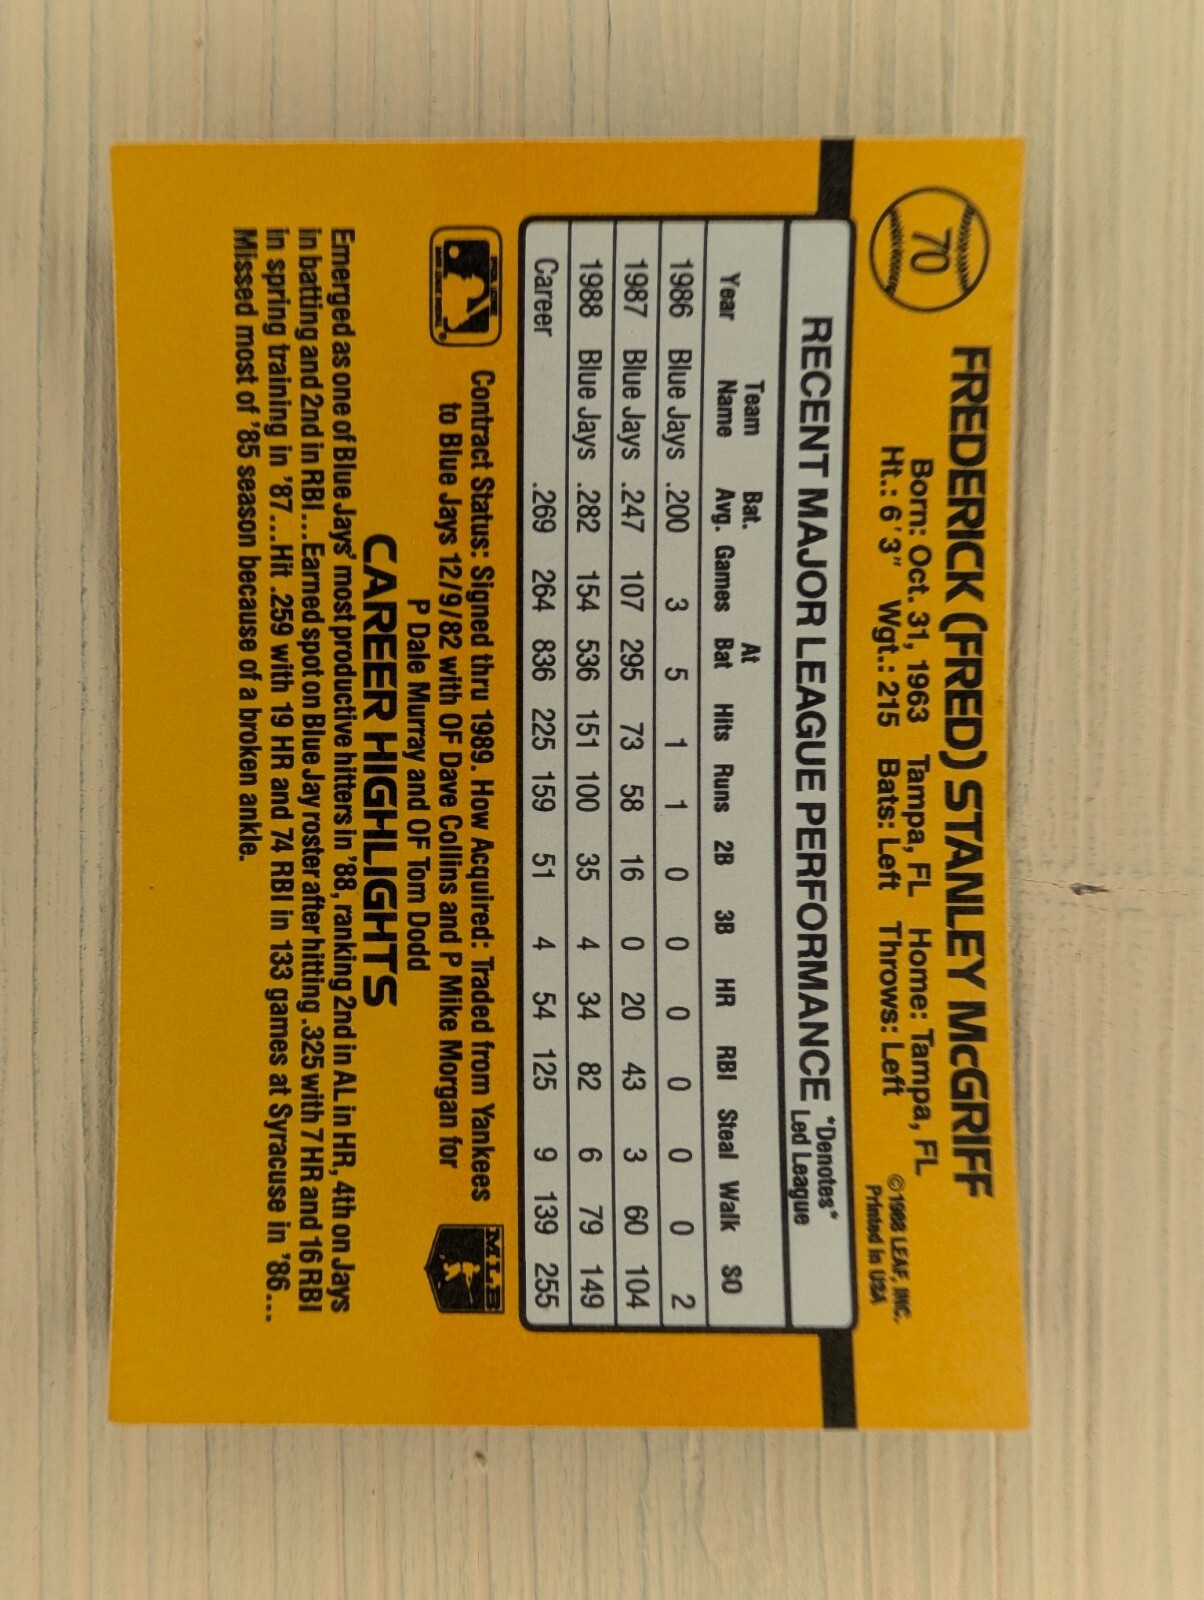 70
FREDERICK (FRED) STANLEY McGRIFF
Born: Oct. 31, 1963 Tampa, FL Home: Tampa, FL
Ht.: 6'3" Wgt.: 215 Bats: Left Throws: Left
©1988 LEAF, INC.
Printed in USA
RECENT MAJOR LEAGUE PERFORMANCE *Denotes* Led League
Year Team Name Bat. Avg. Games At Bat Hits Runs 2B 3B HR RBI Steal Walk SO
1986 Blue Jays .200 3 5 1 1 0 0 0 0 0 0 2
1987 Blue Jays .247 107 295 73 58 16 0 20 43 3 60 104
1988 Blue Jays .282 154 536 151 100 35 4 34 82 6 79 149
Career .269 264 836 225 159 51 4 54 125 9 139 255
Contract Status: Signed thru 1989. How Acquired: Traded from Yankees
to Blue Jays 12/9/82 with OF Dave Collins and P Mike Morgan for
P Dale Murray and OF Tom Dodd
MLB
CAREER HIGHLIGHTS
Emerged as one of Blue Jays' most productive hitters in '88, ranking 2nd in AL in HR, 4th on Jays
in batting and 2nd in RBI...Earned spot on Blue Jay roster after hitting .325 with 7 HR and 16 RBI
in spring training in '87...Hit .259 with 19 HR and 74 RBI in 133 games at Syracuse in '86...
Missed most of '85 season because of a broken ankle.